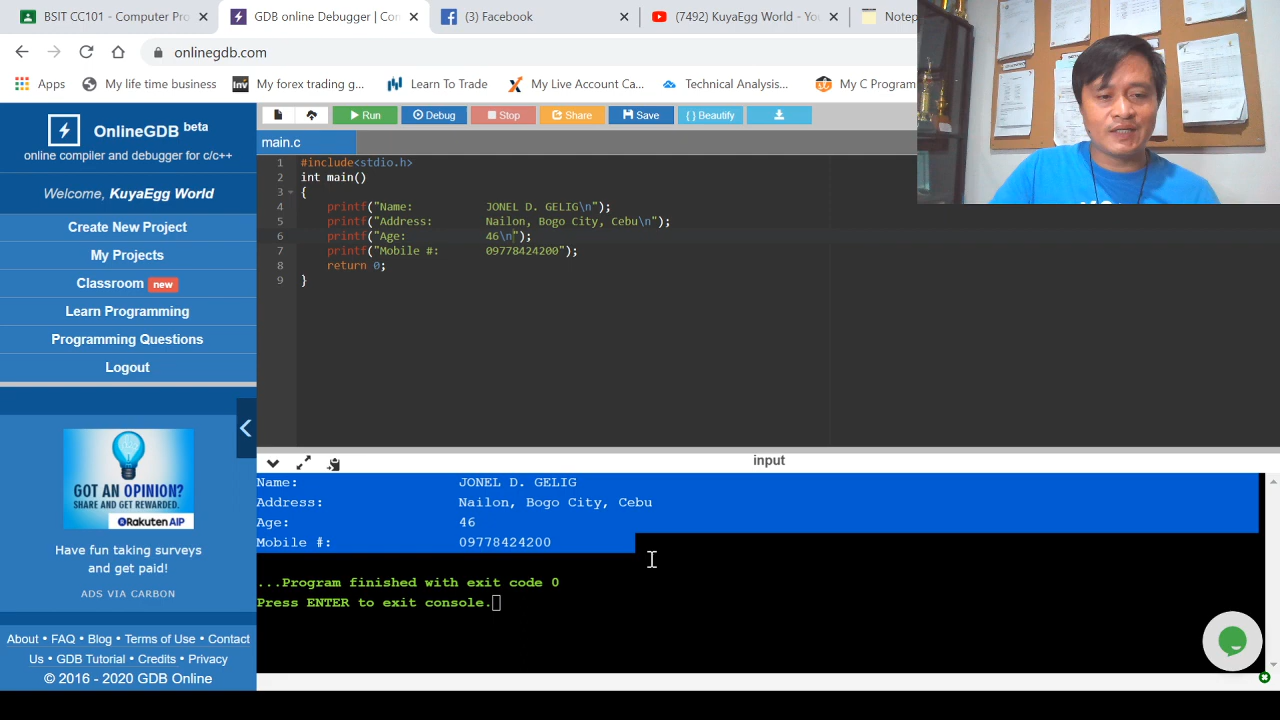 BSIT CC101 - Computer Pro
GDB online Debugger | Con
(3) Facebook
(7492) KuyaEgg World - Yo
Notep
onlinegdb.com
Apps
My life time business
Inv
My forex trading g...
Learn To Trade
My Live Account Ca...
Technical Analysis...
My C Program
OnlineGDB beta
online compiler and debugger for c/c++
Welcome, KuyaEgg World
Create New Project
My Projects
Classroom new
Learn Programming
Programming Questions
Logout
GOT AN OPINION?
SHARE AND GET REWARDED.
Rakuten AIP
Have fun taking surveys
and get paid!
ADS VIA CARBON
About • FAQ • Blog • Terms of Use • Contact
Us • GDB Tutorial • Credits • Privacy
© 2016 - 2020 GDB Online
Run Debug Stop Share Save { } Beautify
main.c
1 #include<stdio.h>
2 int main()
3 {
4 printf("Name: JONEL D. GELIG\n");
5 printf("Address: Nailon, Bogo City, Cebu\n");
6 printf("Age: 46\n");
7 printf("Mobile #: 09778424200");
8 return 0;
9 }
input
Name: JONEL D. GELIG
Address: Nailon, Bogo City, Cebu
Age: 46
Mobile #: 09778424200
...Program finished with exit code 0
Press ENTER to exit console.